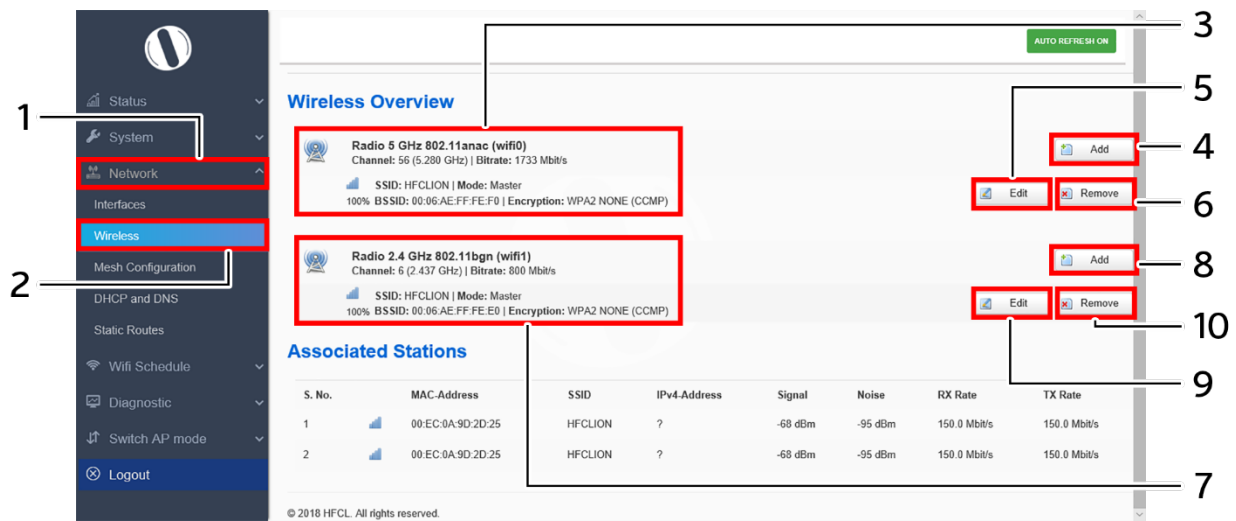 AUTO REFRESH ON
3
Status
Wireless Overview
5
1
System
Radio 5 GHz 802.11anac (wifi0)
Channel: 56 (5.280 GHz) | Bitrate: 1733 Mbit/s
Add
4
Network
SSID: HFCLION | Mode: Master
100% BSSID: 00:06:AE:FF:FE:F0 | Encryption: WPA2 NONE (CCMP)
Edit
Remove
6
Interfaces
Wireless
Radio 2.4 GHz 802.11bgn (wifi1)
Channel: 6 (2.437 GHz) | Bitrate: 800 Mbit/s
Add
8
Mesh Configuration
2
DHCP and DNS
SSID: HFCLION | Mode: Master
100% BSSID: 00:06:AE:FF:FE:E0 | Encryption: WPA2 NONE (CCMP)
Edit
Remove
10
Static Routes
Associated Stations
Wifi Schedule
9
S. No. MAC-Address SSID IPv4-Address Signal Noise RX Rate TX Rate
Diagnostic
1 00:EC:0A:9D:2D:25 HFCLION ? -68 dBm -95 dBm 150.0 Mbit/s 150.0 Mbit/s
Switch AP mode
2 00:EC:0A:9D:2D:25 HFCLION ? -68 dBm -95 dBm 150.0 Mbit/s 150.0 Mbit/s
Logout
7
© 2018 HFCL. All rights reserved.